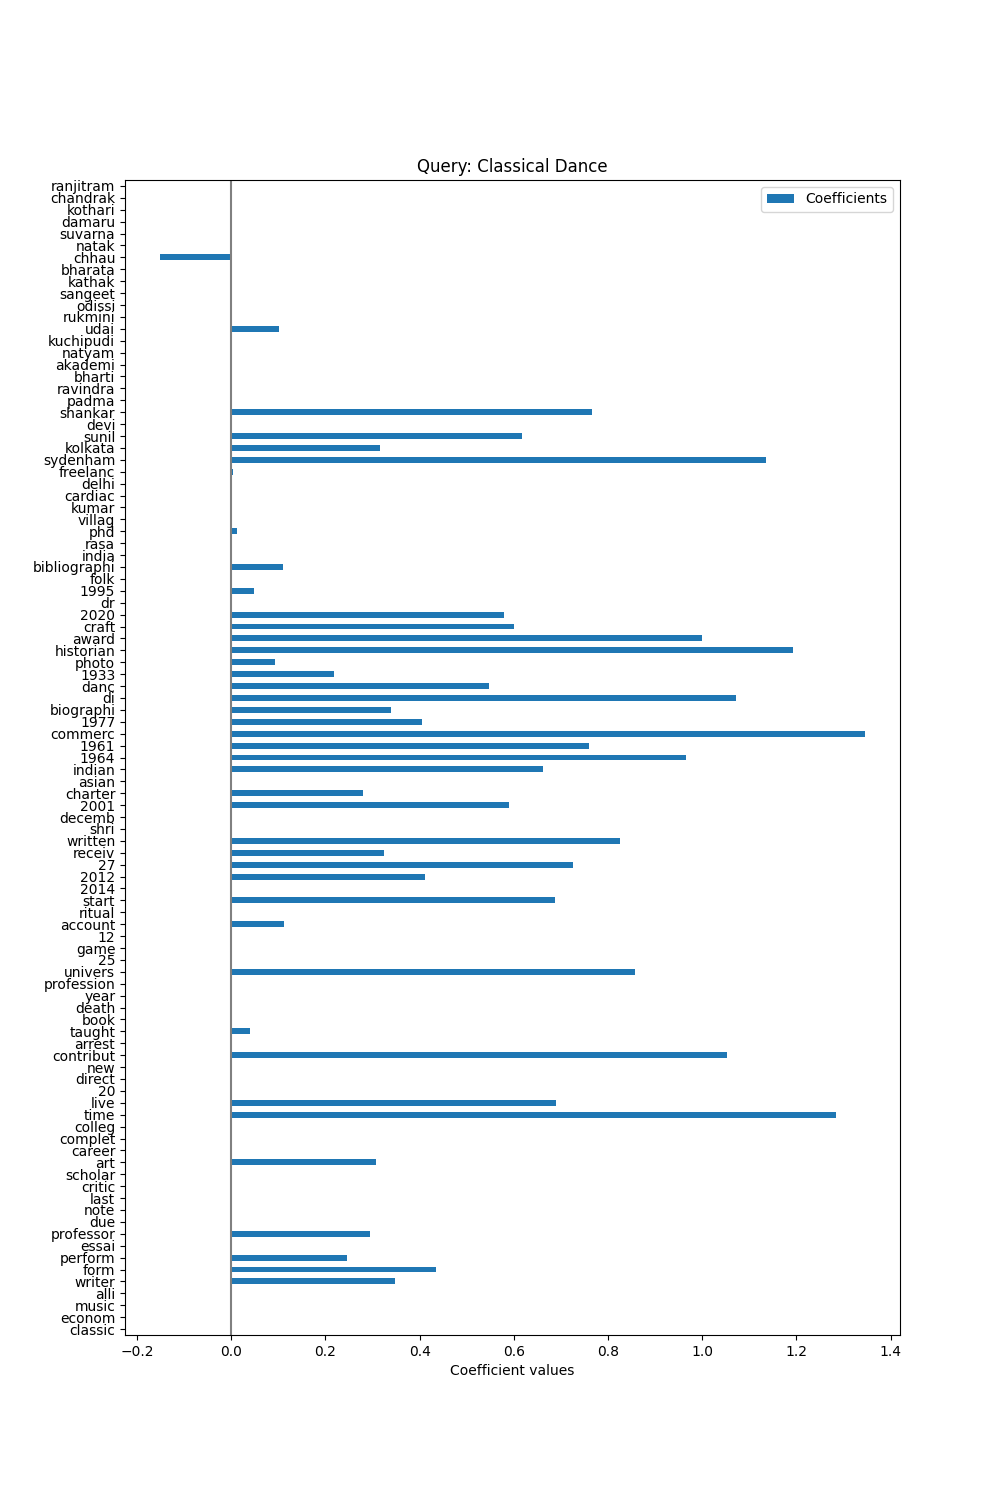 Query: Classical Dance
Coefficients
ranjitram
chandrak
kothari
damaru
suvarna
natak
chhau
bharata
kathak
sangeet
odissi
rukmini
udai
kuchipudi
natyam
akademi
bharti
ravindra
padma
shankar
devi
sunil
kolkata
sydenham
freelanc
delhi
cardiac
kumar
villag
phd
rasa
india
bibliographi
folk
1995
dr
2020
craft
award
historian
photo
1933
danc
di
biographi
1977
commerc
1961
1964
indian
asian
charter
2001
decemb
shri
written
receiv
27
2012
2014
start
ritual
account
12
game
25
univers
profession
year
death
book
taught
arrest
contribut
new
direct
20
live
time
colleg
complet
career
art
scholar
critic
last
note
due
professor
essai
perform
form
writer
alli
music
econom
classic
−0.2 0.0 0.2 0.4 0.6 0.8 1.0 1.2 1.4
Coefficient values